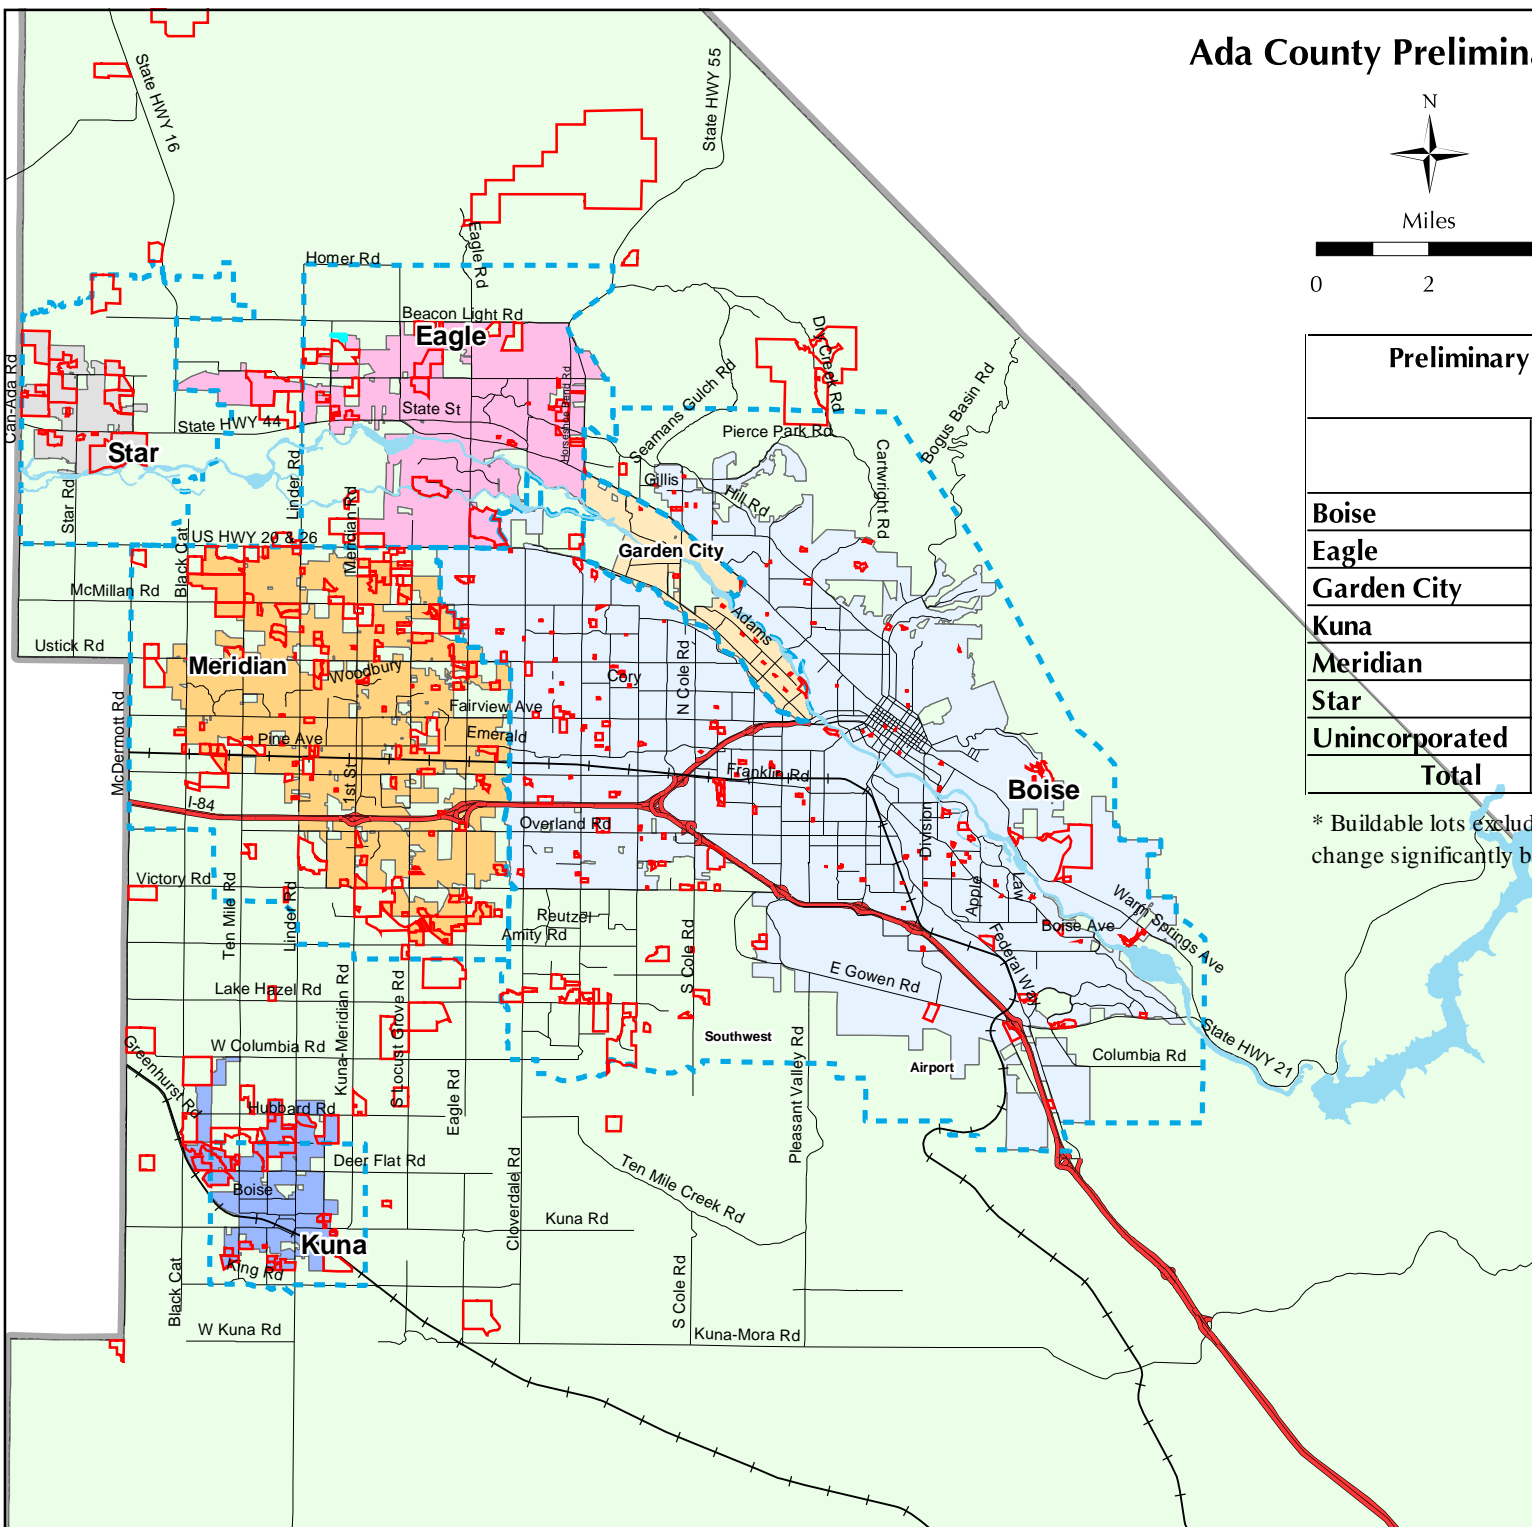 Ada County Prelimina
N
Miles
0 2
Preliminary
Boise
Eagle
Garden City
Kuna
Meridian
Star
Unincorporated
Total
* Buildable lots exclud
change significantly b
State HWY 16
State HWY 55
Eagle Rd
Homer Rd
Beacon Light Rd
Eagle
Dry Creek Rd
Can-Ada Rd
Horseshoe Bend Rd
Seamans Gulch Rd
Bogus Basin Rd
State St
State HWY 44
Pierce Park Rd
Star
Cartwright Rd
Linder Rd
Gillis
Hill Rd
Star Rd
Meridian Rd
US HWY 20 & 26
Black Cat
Garden City
McMillan Rd
Adams
Ustick Rd
Meridian
Woodbury
Cory
N Cole Rd
Fairview Ave
McDermott Rd
Pine Ave
Emerald
Franklin Rd
1st St
Boise
I-84
Overland Rd
Division
Victory Rd
Ten Mile Rd
Linder Rd
Apple
Law
Warm Springs Ave
Reutzel
Amity Rd
Boise Ave
S Cole Rd
Federal Way
E Gowen Rd
Lake Hazel Rd
Kuna-Meridian Rd
S Locust Grove Rd
Southwest
State HWY 21
W Columbia Rd
Columbia Rd
Greenhurst Rd
Airport
Pleasant Valley Rd
Hubbard Rd
Eagle Rd
Deer Flat Rd
Ten Mile Creek Rd
Boise
Cloverdale Rd
Kuna Rd
Kuna
King Rd
Black Cat
S Cole Rd
W Kuna Rd
Kuna-Mora Rd